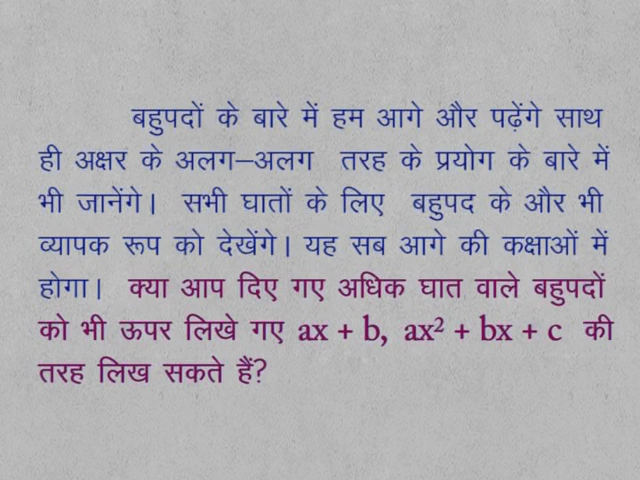 बहुपदों के बारे में हम आगे और पढ़ेंगे साथ
ही अक्षर के अलग–अलग तरह के प्रयोग के बारे में
भी जानेंगे। सभी घातों के लिए बहुपद के और भी
व्यापक रूप को देखेंगे। यह सब आगे की कक्षाओं में
होगा। क्या आप दिए गए अधिक घात वाले बहुपदों
को भी ऊपर लिखे गए ax + b, ax² + bx + c की
तरह लिख सकते हैं?